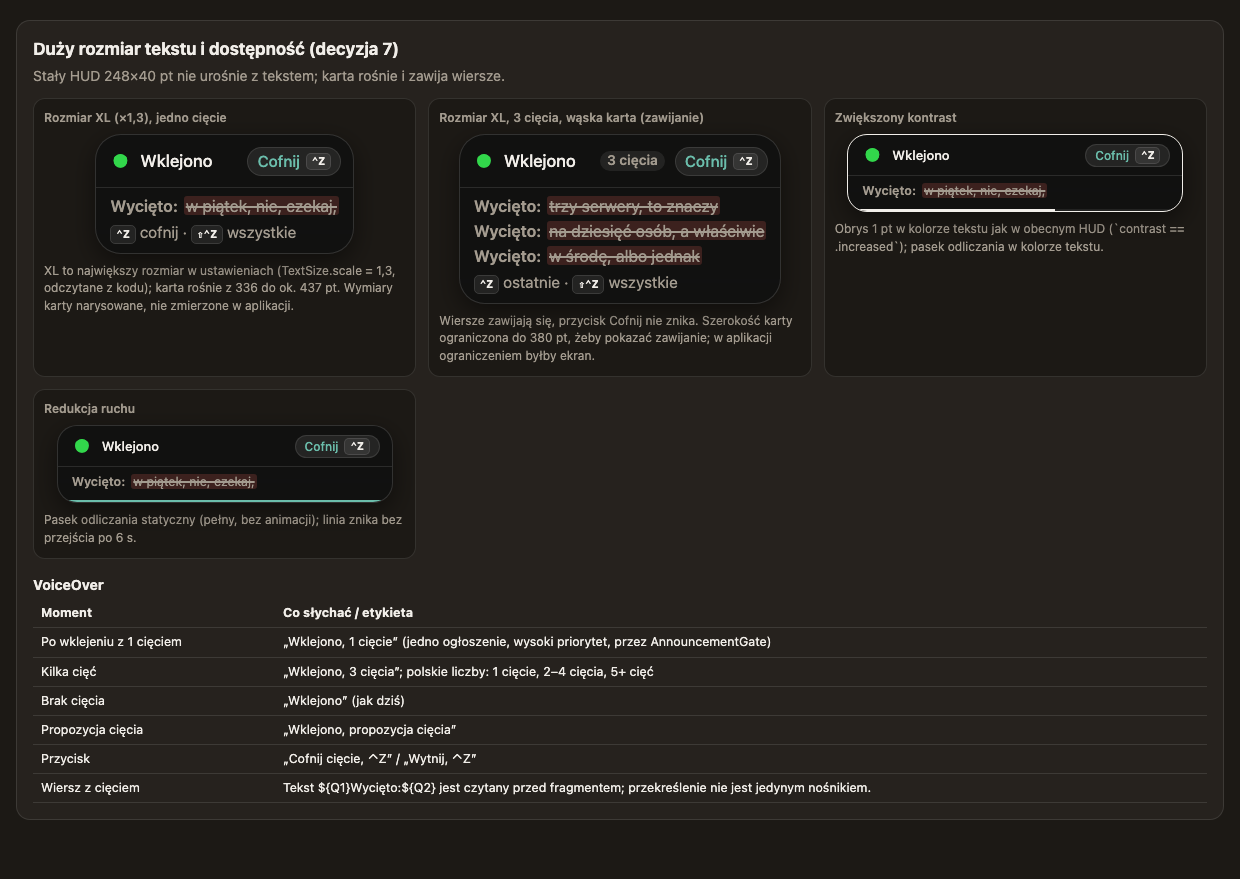 Duży rozmiar tekstu i dostępność (decyzja 7)
Stały HUD 248×40 pt nie urośnie z tekstem; karta rośnie i zawija wiersze.
Rozmiar XL (×1,3), jedno cięcie
Wklejono
Cofnij ^Z
Wycięto: w piątek, nie, czekaj,
^Z cofnij · ⇧^Z wszystkie
XL to największy rozmiar w ustawieniach (TextSize.scale = 1,3,
odczytane z kodu); karta rośnie z 336 do ok. 437 pt. Wymiary
karty narysowane, nie zmierzone w aplikacji.
Rozmiar XL, 3 cięcia, wąska karta (zawijanie)
Wklejono
3 cięcia
Cofnij ^Z
Wycięto: trzy serwery, to znaczy
Wycięto: na dziesięć osób, a właściwie
Wycięto: w środę, albo jednak
^Z ostatnie · ⇧^Z wszystkie
Wiersze zawijają się, przycisk Cofnij nie znika. Szerokość karty
ograniczona do 380 pt, żeby pokazać zawijanie; w aplikacji
ograniczeniem byłby ekran.
Zwiększony kontrast
Wklejono
Cofnij ^Z
Wycięto: w piątek, nie, czekaj,
Obrys 1 pt w kolorze tekstu jak w obecnym HUD (`contrast ==
.increased`); pasek odliczania w kolorze tekstu.
Redukcja ruchu
Wklejono
Cofnij ^Z
Wycięto: w piątek, nie, czekaj,
Pasek odliczania statyczny (pełny, bez animacji); linia znika bez
przejścia po 6 s.
VoiceOver
Moment Co słychać / etykieta
Po wklejeniu z 1 cięciem „Wklejono, 1 cięcie” (jedno ogłoszenie, wysoki priorytet, przez AnnouncementGate)
Kilka cięć „Wklejono, 3 cięcia”; polskie liczby: 1 cięcie, 2–4 cięcia, 5+ cięć
Brak cięcia „Wklejono” (jak dziś)
Propozycja cięcia „Wklejono, propozycja cięcia”
Przycisk „Cofnij cięcie, ^Z” / „Wytnij, ^Z”
Wiersz z cięciem Tekst ${Q1}Wycięto:${Q2} jest czytany przed fragmentem; przekreślenie nie jest jedynym nośnikiem.